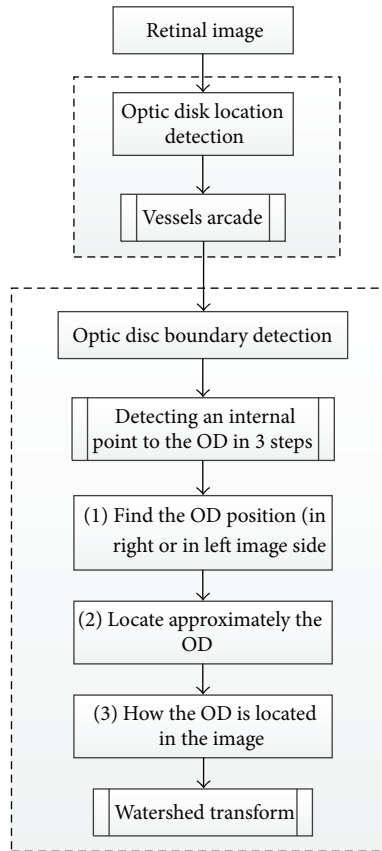 Retinal image
Optic disk location
detection
Vessels arcade
Optic disc boundary detection
Detecting an internal
point to the OD in 3 steps
(1) Find the OD position (in
right or in left image side
(2) Locate approximately the
OD
(3) How the OD is located
in the image
Watershed transform